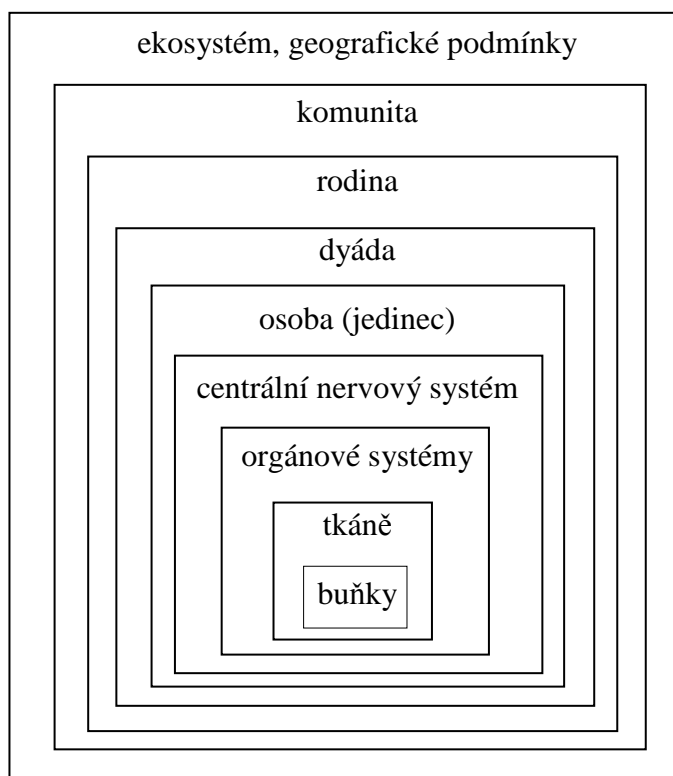 ekosystém, geografické podmínky
komunita
rodina
dyáda
osoba (jedinec)
centrální nervový systém
orgánové systémy
tkáně
buňky